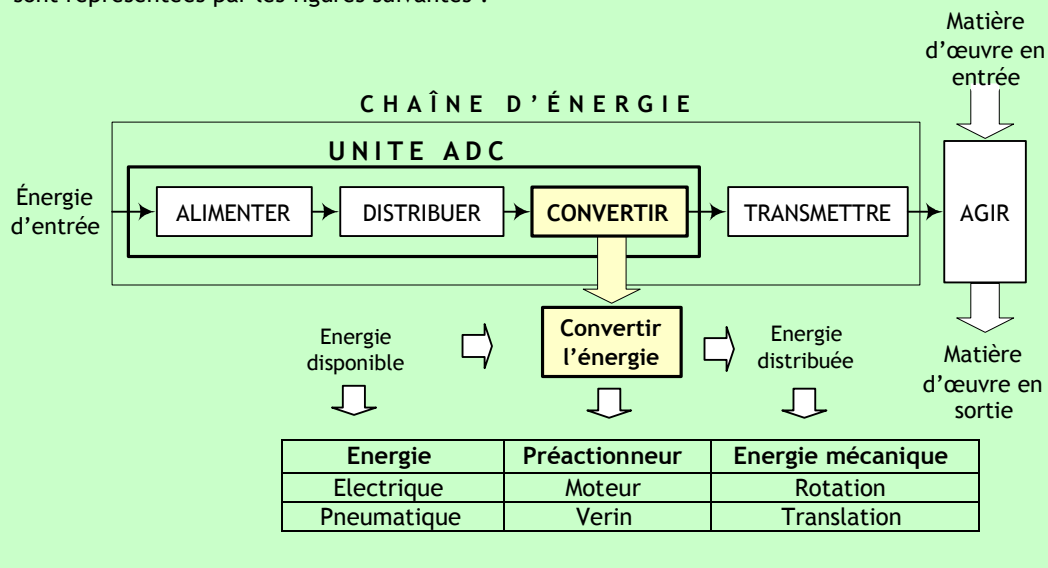 sont représentées par les figures suivantes :
Matière
d'œuvre en
entrée
CHAÎNE D'ÉNERGIE
UNITE ADC
Énergie
d'entrée
ALIMENTER
DISTRIBUER
CONVERTIR
TRANSMETTRE
AGIR
Energie
disponible
Convertir
l'énergie
Energie
distribuée
Matière
d'œuvre en
sortie
Energie Préactionneur Energie mécanique
Electrique Moteur Rotation
Pneumatique Verin Translation